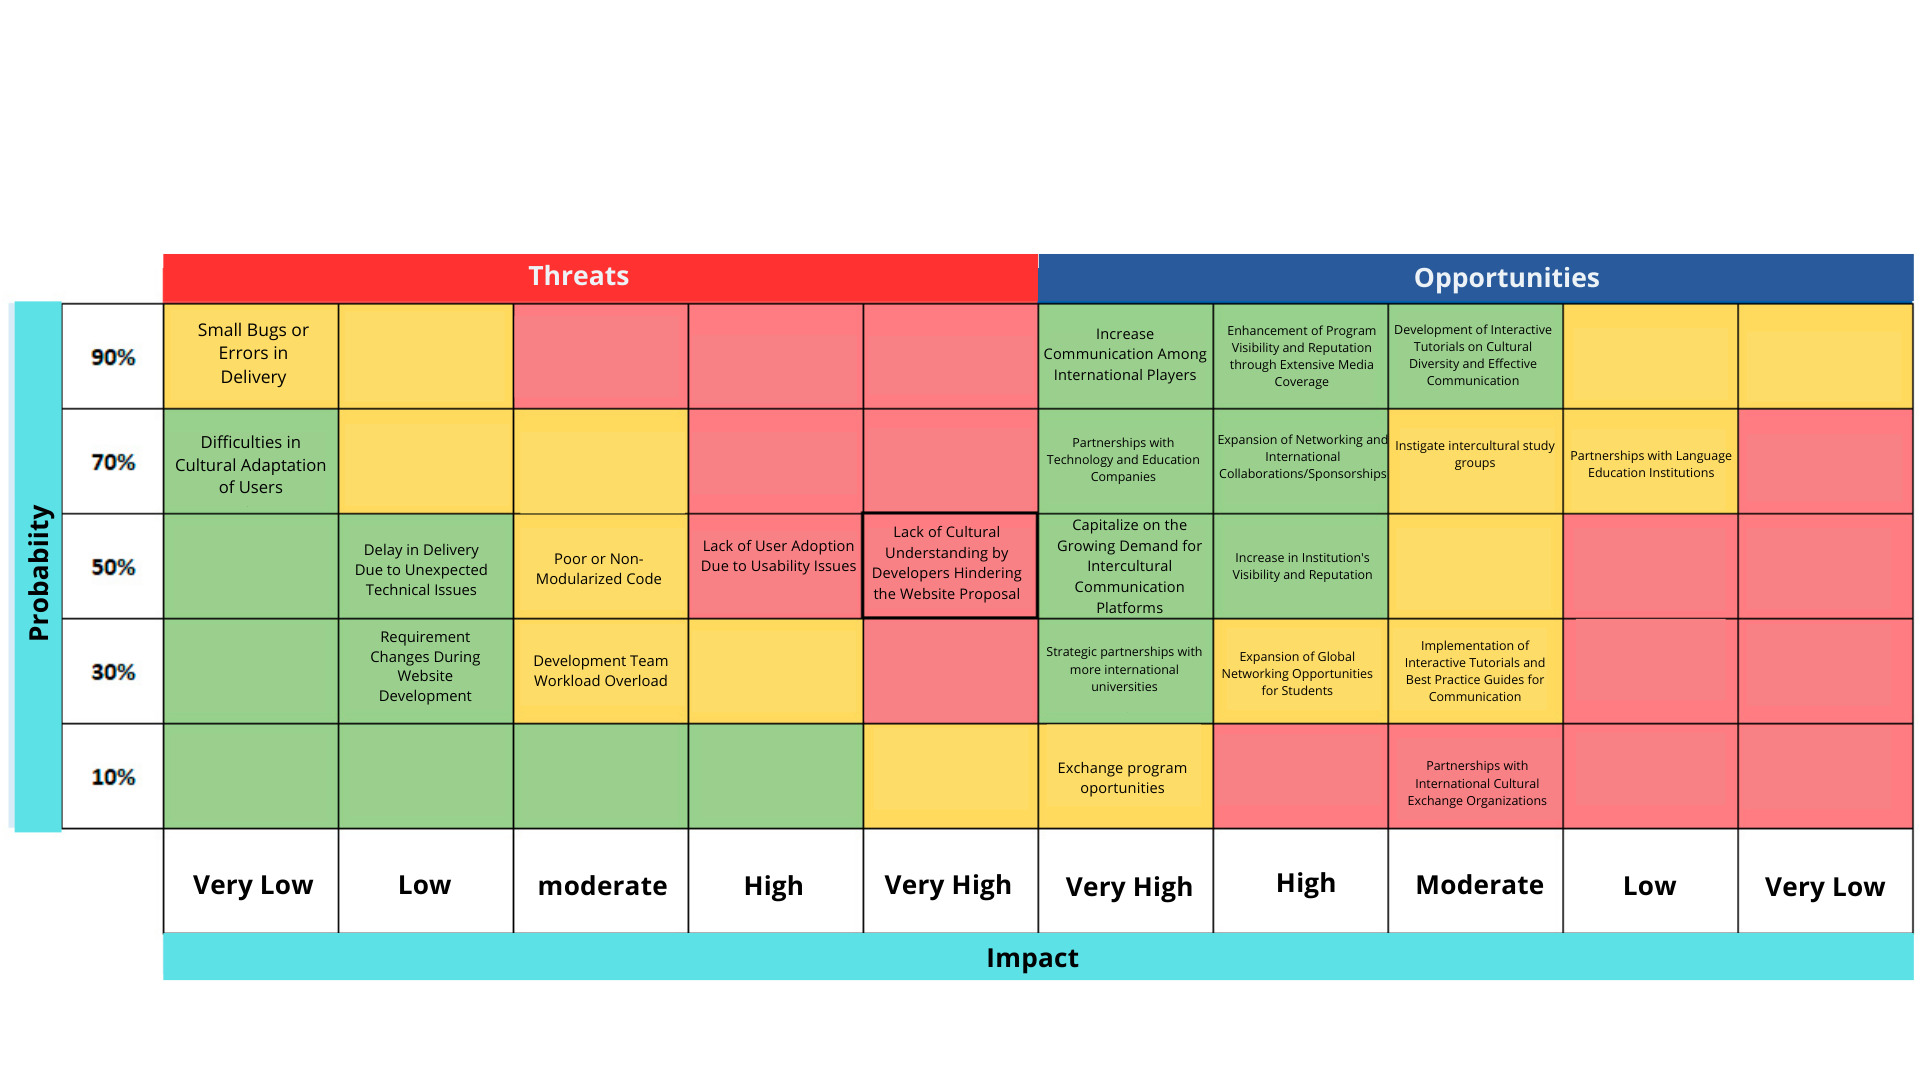 Threats
Opportunities
Probabiity
90%
Small Bugs or
Errors in
Delivery
Increase
Communication Among
International Players
Enhancement of Program
Visibility and Reputation
through Extensive Media
Coverage
Development of Interactive
Tutorials on Cultural
Diversity and Effective
Communication
70%
Difficulties in
Cultural Adaptation
of Users
Partnerships with
Technology and Education
Companies
Expansion of Networking and
International
Collaborations/Sponsorships
Instigate intercultural study
groups
Partnerships with Language
Education Institutions
50%
Delay in Delivery
Due to Unexpected
Technical Issues
Poor or Non-
Modularized Code
Lack of User Adoption
Due to Usability Issues
Lack of Cultural
Understanding by
Developers Hindering
the Website Proposal
Capitalize on the
Growing Demand for
Intercultural
Communication
Platforms
Increase in Institution's
Visibility and Reputation
30%
Requirement
Changes During
Website
Development
Development Team
Workload Overload
Strategic partnerships with
more international
universities
Expansion of Global
Networking Opportunities
for Students
Implementation of
Interactive Tutorials and
Best Practice Guides for
Communication
10%
Exchange program
oportunities
Partnerships with
International Cultural
Exchange Organizations
Very Low
Low
moderate
High
Very High
Very High
High
Moderate
Low
Very Low
Impact